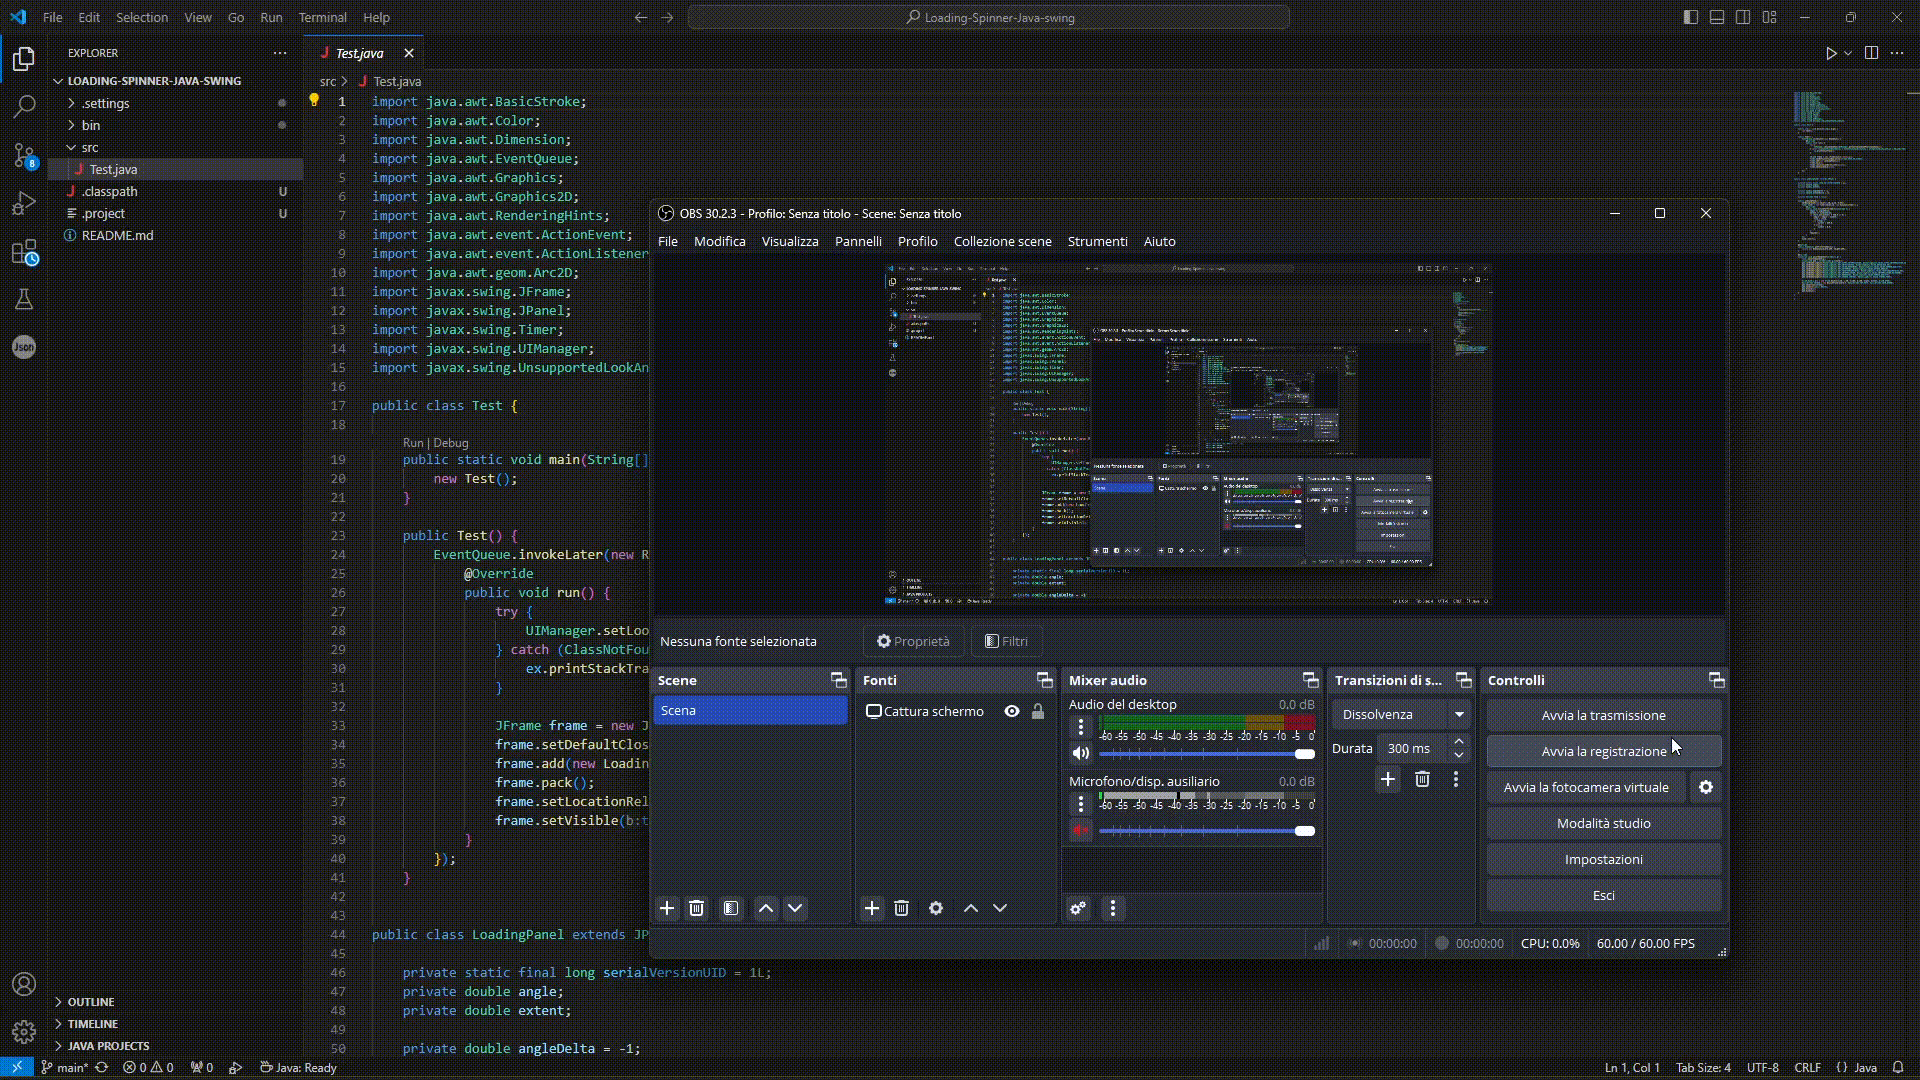 File Edit Selection View Go Run Terminal Help
Loading-Spinner-Java-swing
EXPLORER
LOADING-SPINNER-JAVA-SWING
.settings
bin
src
Test.java
.classpath U
.project U
README.md
8
Json
OUTLINE
TIMELINE
JAVA PROJECTS
Test.java
src > Test.java
1 import java.awt.BasicStroke;
2 import java.awt.Color;
3 import java.awt.Dimension;
4 import java.awt.EventQueue;
5 import java.awt.Graphics;
6 import java.awt.Graphics2D;
7 import java.awt.RenderingHints;
8 import java.awt.event.ActionEvent;
9 import java.awt.event.ActionListener
10 import java.awt.geom.Arc2D;
11 import javax.swing.JFrame;
12 import javax.swing.JPanel;
13 import javax.swing.Timer;
14 import javax.swing.UIManager;
15 import javax.swing.UnsupportedLookAn
16
17 public class Test {
18
Run | Debug
19 public static void main(String[]
20 new Test();
21 }
22
23 public Test() {
24 EventQueue.invokeLater(new R
25 @Override
26 public void run() {
27 try {
28 UIManager.setLoo
29 } catch (ClassNotFou
30 ex.printStackTra
31 }
32
33 JFrame frame = new J
34 frame.setDefaultClos
35 frame.add(new Loadin
36 frame.pack();
37 frame.setLocationRel
38 frame.setVisible(b:t
39 }
40 });
41 }
42
43
44 public class LoadingPanel extends JP
45
46 private static final long serialVersionUID = 1L;
47 private double angle;
48 private double extent;
49
50 private double angleDelta = -1;
OBS 30.2.3 - Profilo: Senza titolo - Scene: Senza titolo
File Modifica Visualizza Pannelli Profilo Collezione scene Strumenti Aiuto
Nessuna fonte selezionata Proprietà Filtri
Scene
Scena
Fonti
Cattura schermo
Mixer audio
Audio del desktop 0.0 dB
-60 -55 -50 -45 -40 -35 -30 -25 -20 -15 -10 -5 0
Microfono/disp. ausiliario 0.0 dB
-60 -55 -50 -45 -40 -35 -30 -25 -20 -15 -10 -5 0
Transizioni di s...
Dissolvenza
Durata 300 ms
Controlli
Avvia la trasmissione
Avvia la registrazione
Avvia la fotocamera virtuale
Modalità studio
Impostazioni
Esci
00:00:00 00:00:00 CPU: 0.0% 60.00 / 60.00 FPS
main* 0 0 0 Java: Ready Ln 1, Col 1 Tab Size: 4 UTF-8 CRLF {} Java